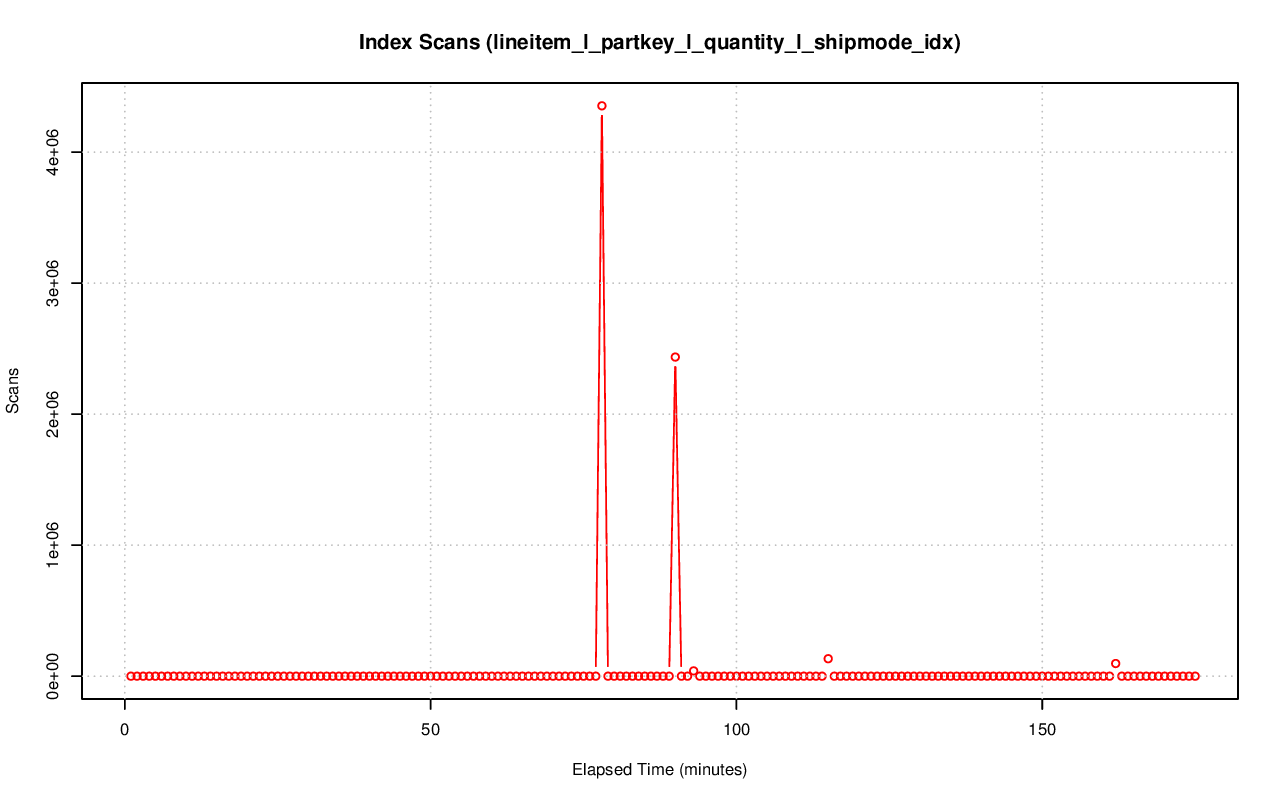 Index Scans (lineitem_l_partkey_l_quantity_l_shipmode_idx)
4e+06
3e+06
2e+06
1e+06
0e+00
Scans
0 50 100 150
Elapsed Time (minutes)